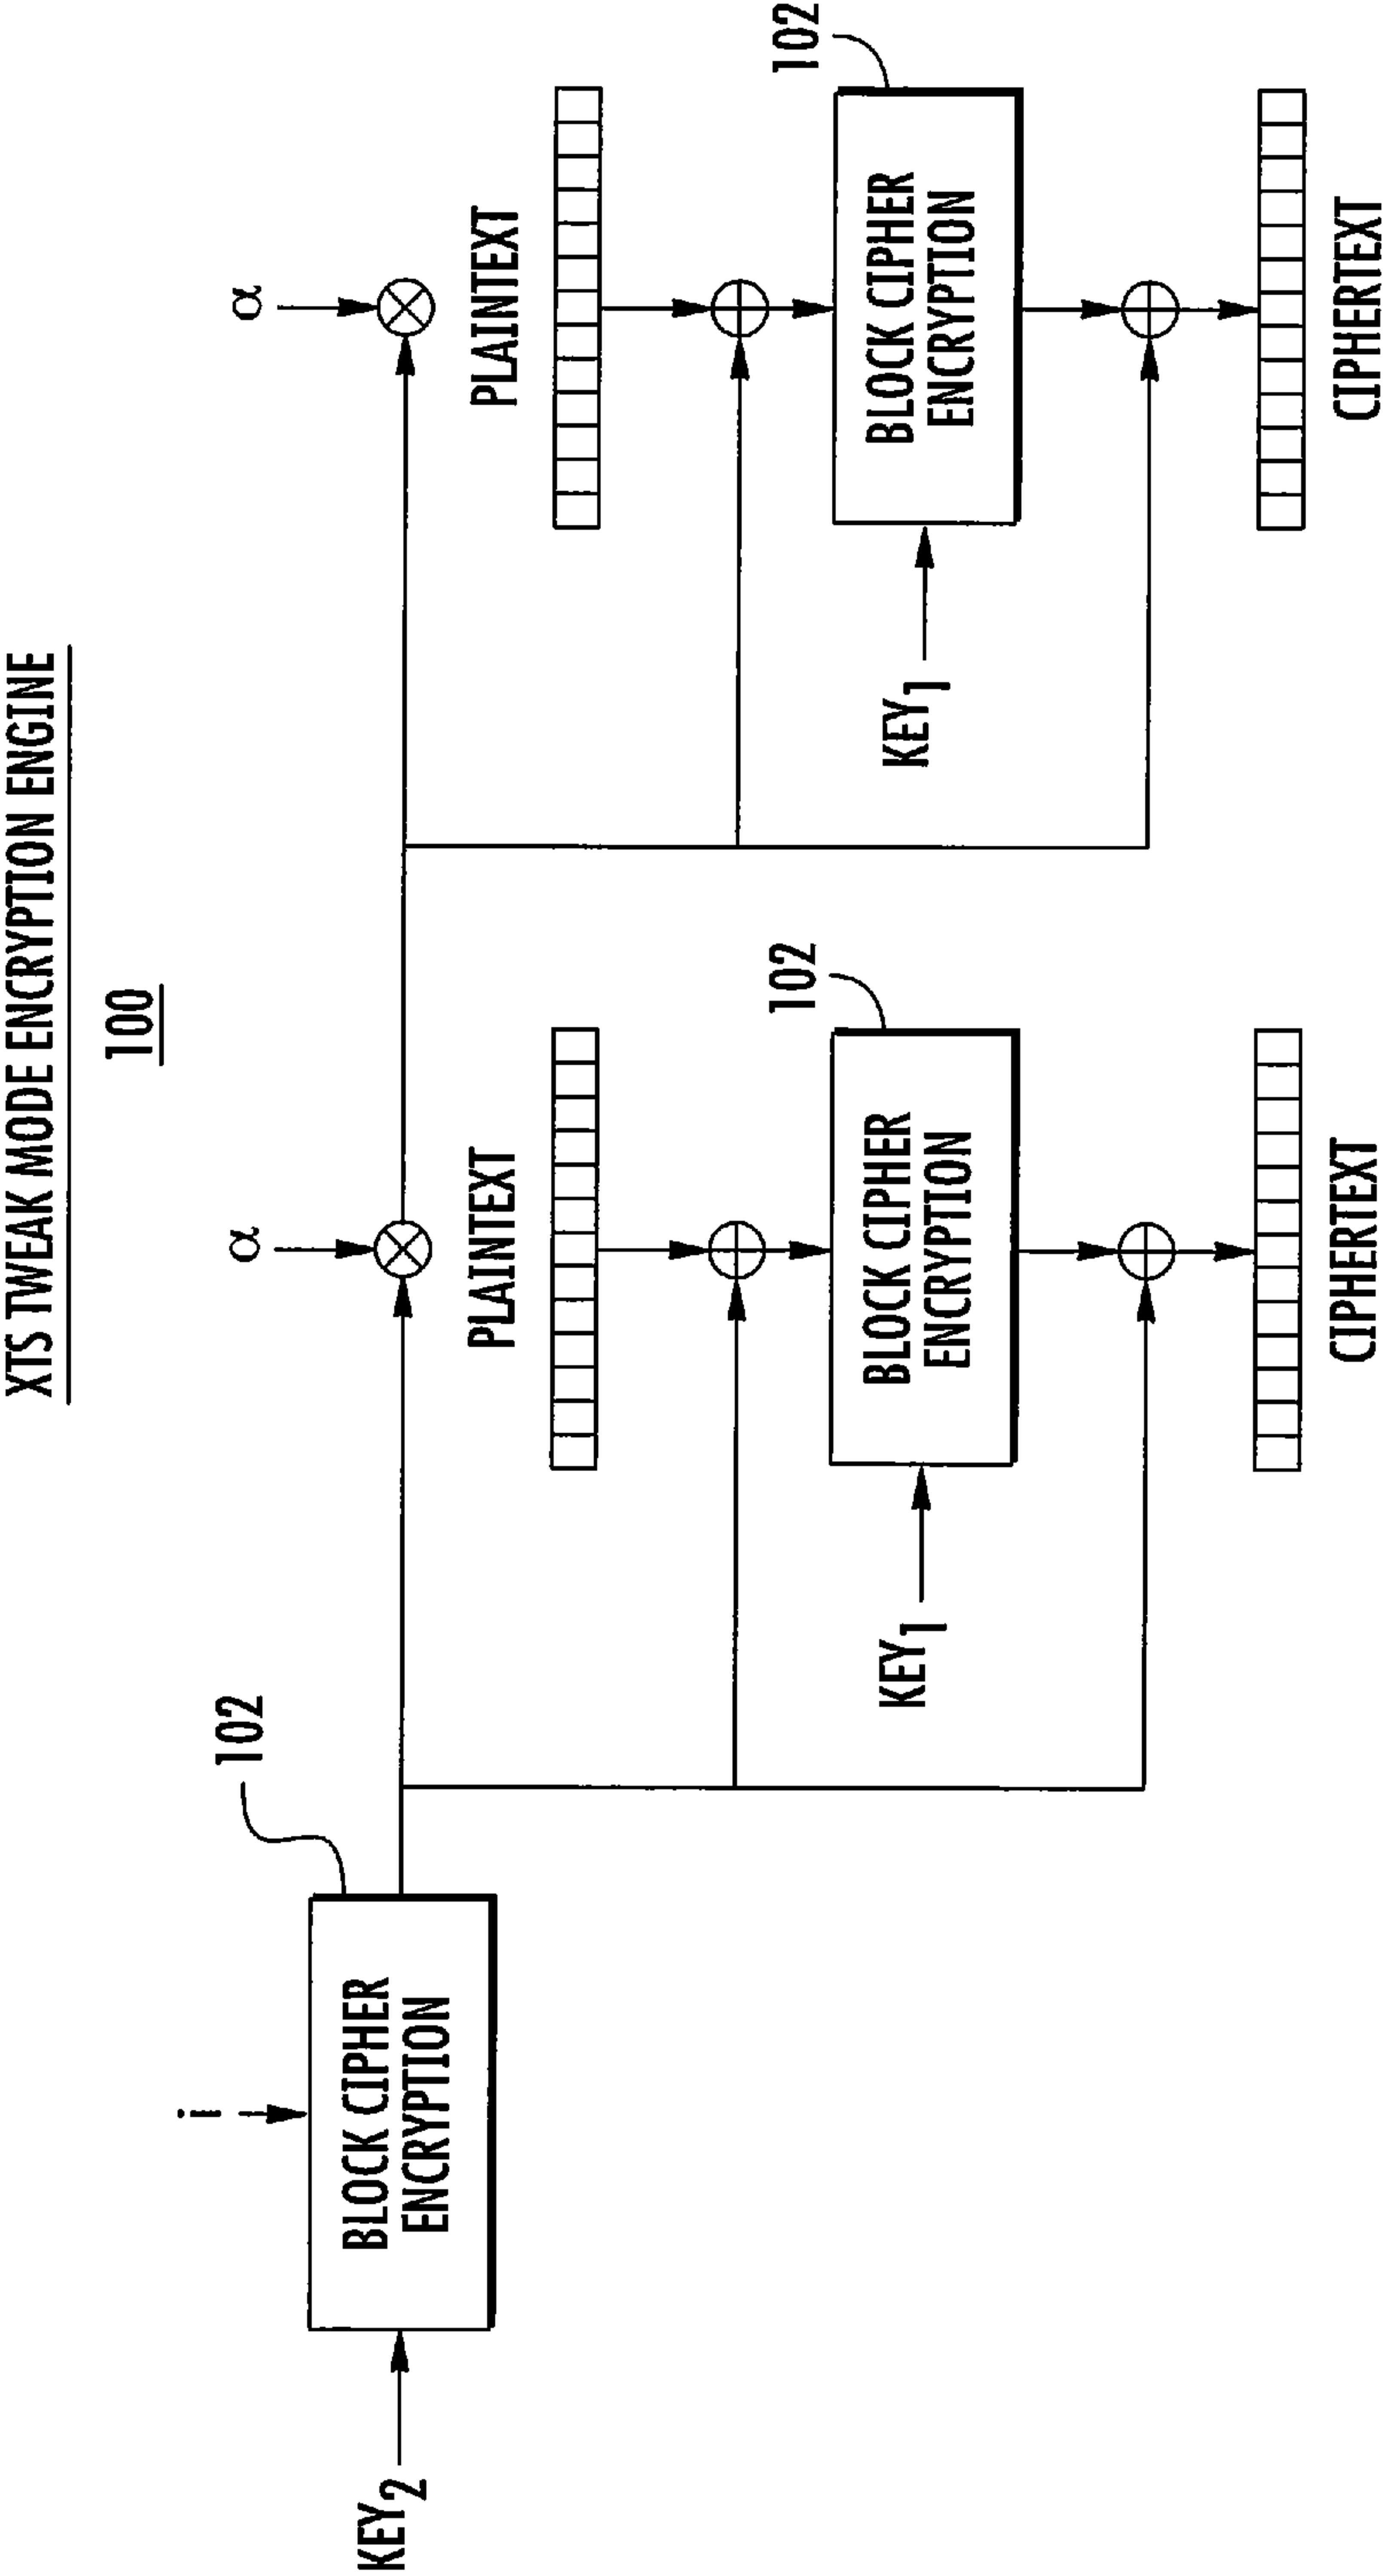 XTS TWEAK MODE ENCRYPTION ENGINE
100
i
102
α
α
KEY2
BLOCK CIPHER
ENCRYPTION
PLAINTEXT
PLAINTEXT
102
102
KEY1
BLOCK CIPHER
ENCRYPTION
KEY1
BLOCK CIPHER
ENCRYPTION
CIPHERTEXT
CIPHERTEXT